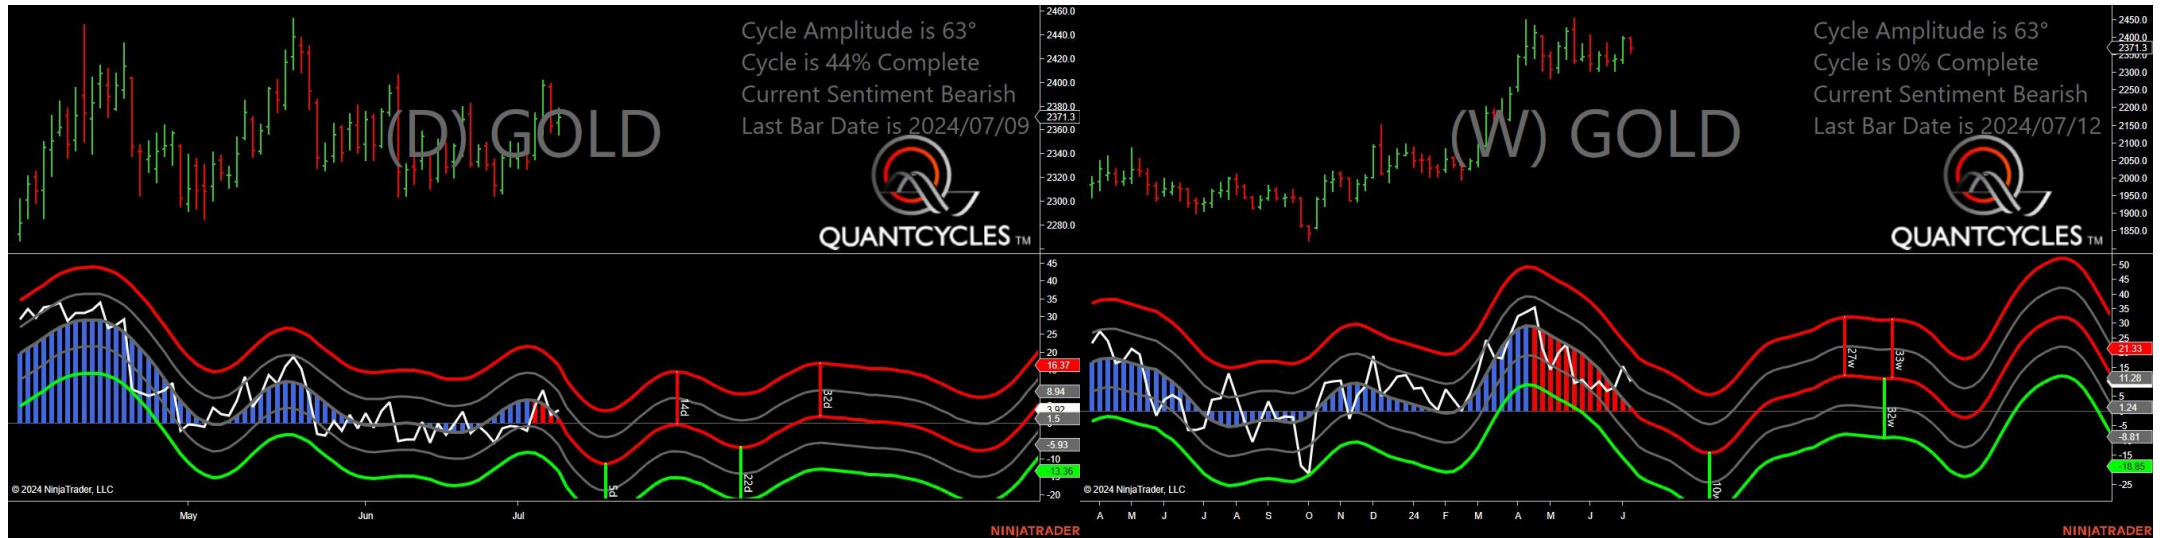 Cycle Amplitude is 63°
Cycle is 44% Complete
Current Sentiment Bearish
Last Bar Date is 2024/07/09
(D) GOLD
QUANTCYCLES TM
2460.0
2440.0
2420.0
2400.0
2380.0
2371.3
2360.0
2340.0
2320.0
2300.0
2280.0
45
40
35
30
25
20
16.37
8.94
3.92
1.5
-5.93
-10
-13.36
-20
14d
32d
5d
22d
© 2024 NinjaTrader, LLC
May Jun Jul
NINJATRADER
Cycle Amplitude is 63°
Cycle is 0% Complete
Current Sentiment Bearish
Last Bar Date is 2024/07/12
(W) GOLD
QUANTCYCLES TM
2450.0
2400.0
2371.3
2350.0
2300.0
2250.0
2200.0
2150.0
2100.0
2050.0
2000.0
1950.0
1900.0
1850.0
50
45
40
35
30
25
21.33
15
11.28
5
1.24
-5
-8.81
-15
-18.85
-25
27w
33w
32w
10w
© 2024 NinjaTrader, LLC
A M J J A S O N D 24 F M A M J J
NINJATRADER